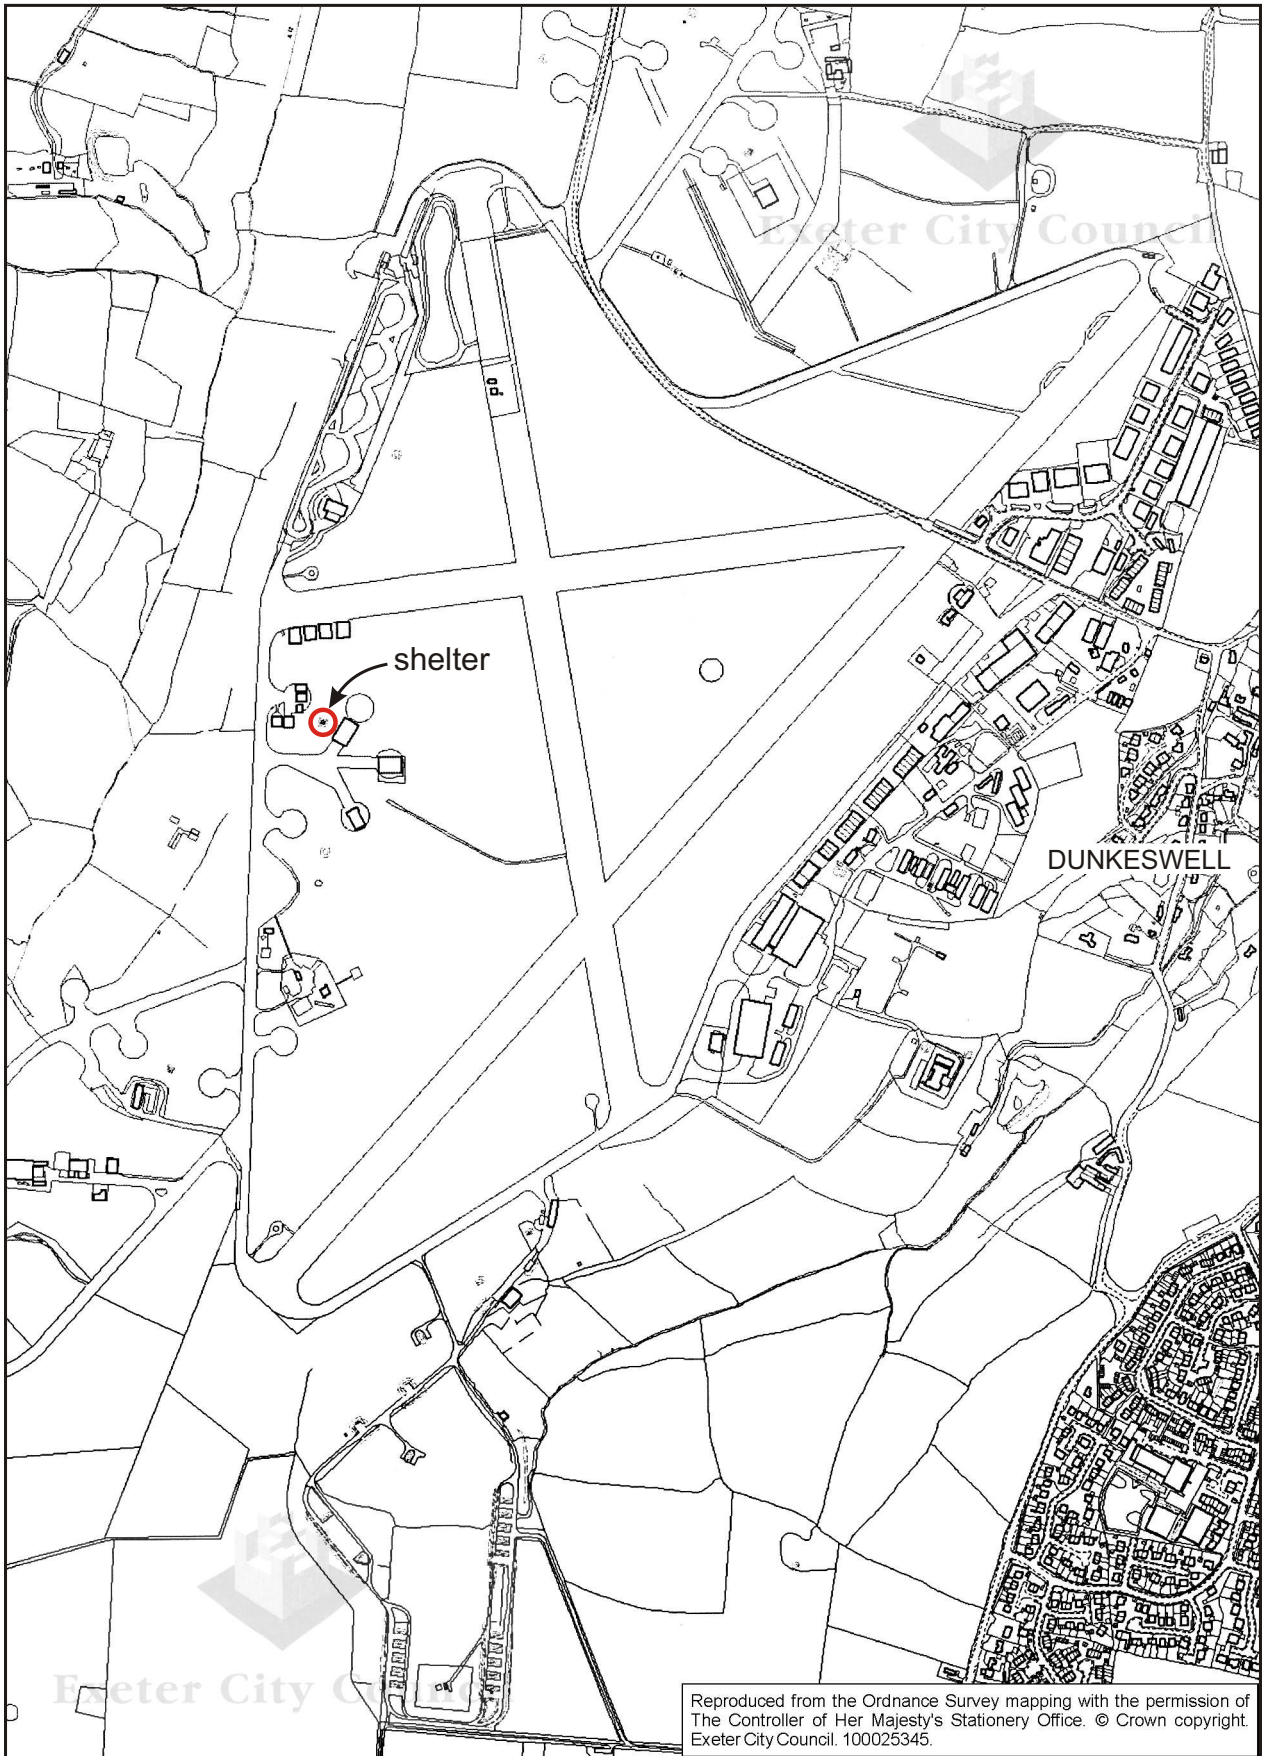 Exeter City Council
shelter
DUNKESWELL
Exeter City Council
Reproduced from the Ordnance Survey mapping with the permission of
The Controller of Her Majesty's Stationery Office. © Crown copyright.
Exeter City Council. 100025345.